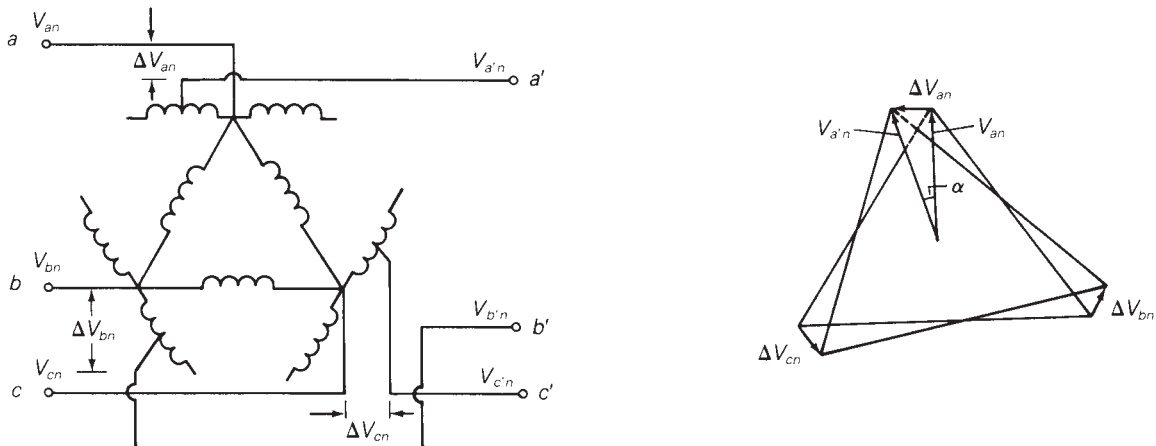 a V_an
ΔV_an
V_a'n a'
b V_bn
ΔV_bn
V_cn
c
V_b'n b'
V_c'n c'
ΔV_cn
ΔV_an
V_a'n V_an
α
ΔV_bn
ΔV_cn